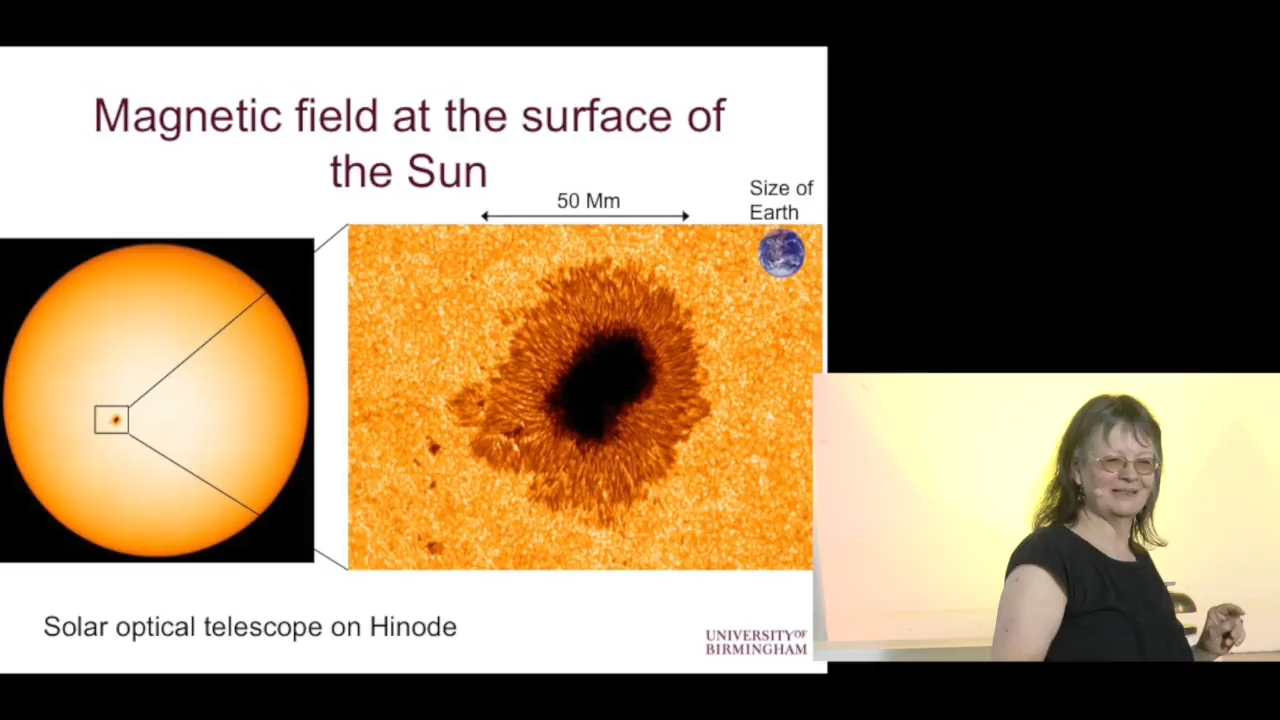 Magnetic field at the surface of
the Sun
50 Mm
Size of
Earth
Solar optical telescope on Hinode
UNIVERSITY OF
BIRMINGHAM